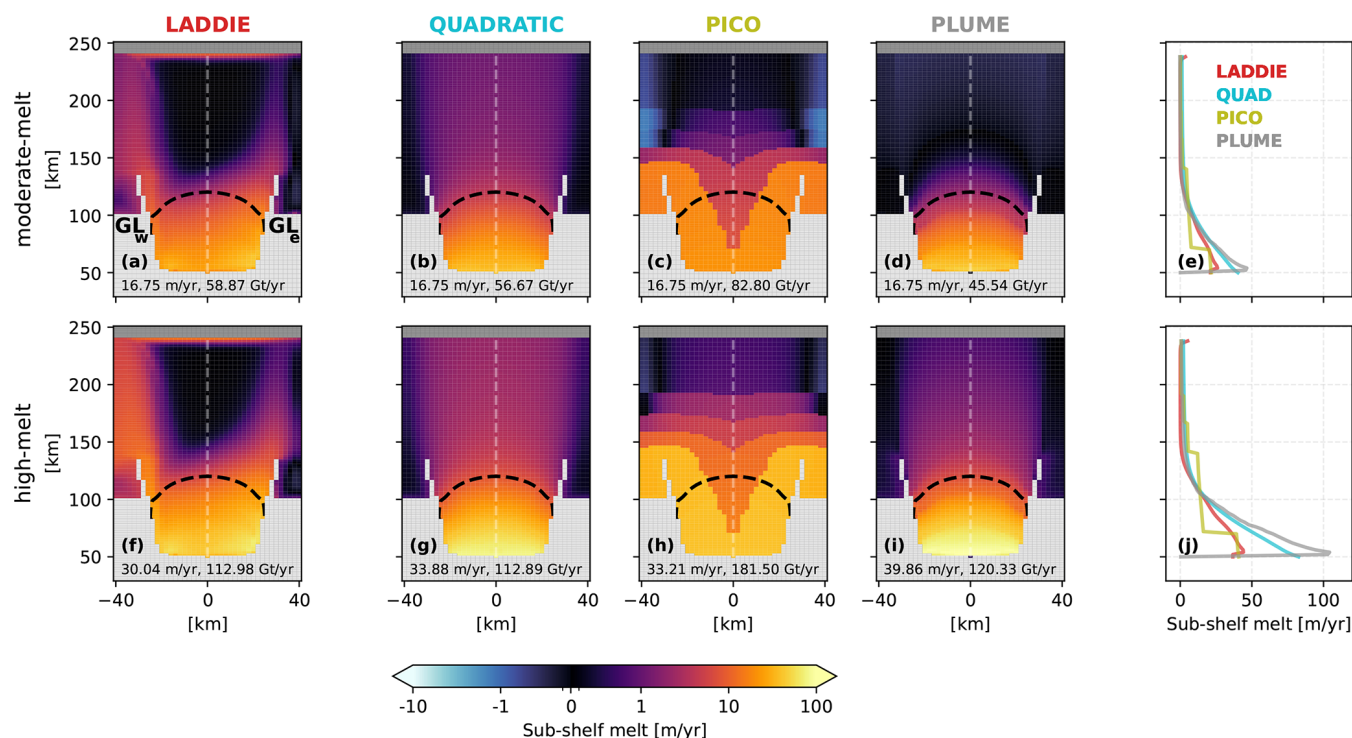 LADDIE QUADRATIC PICO PLUME
moderate-melt
[km]
250
200
150
100
50
GLw GLe
(a) (b) (c) (d) (e)
16.75 m/yr, 58.87 Gt/yr 16.75 m/yr, 56.67 Gt/yr 16.75 m/yr, 82.80 Gt/yr 16.75 m/yr, 45.54 Gt/yr
LADDIE
QUAD
PICO
PLUME
high-melt
[km]
250
200
150
100
50
(f) (g) (h) (i) (j)
30.04 m/yr, 112.98 Gt/yr 33.88 m/yr, 112.89 Gt/yr 33.21 m/yr, 181.50 Gt/yr 39.86 m/yr, 120.33 Gt/yr
−40 0 40 −40 0 40 −40 0 40 −40 0 40 0 50 100
[km] [km] [km] [km] Sub-shelf melt [m/yr]
-10 -1 0 1 10 100
Sub-shelf melt [m/yr]